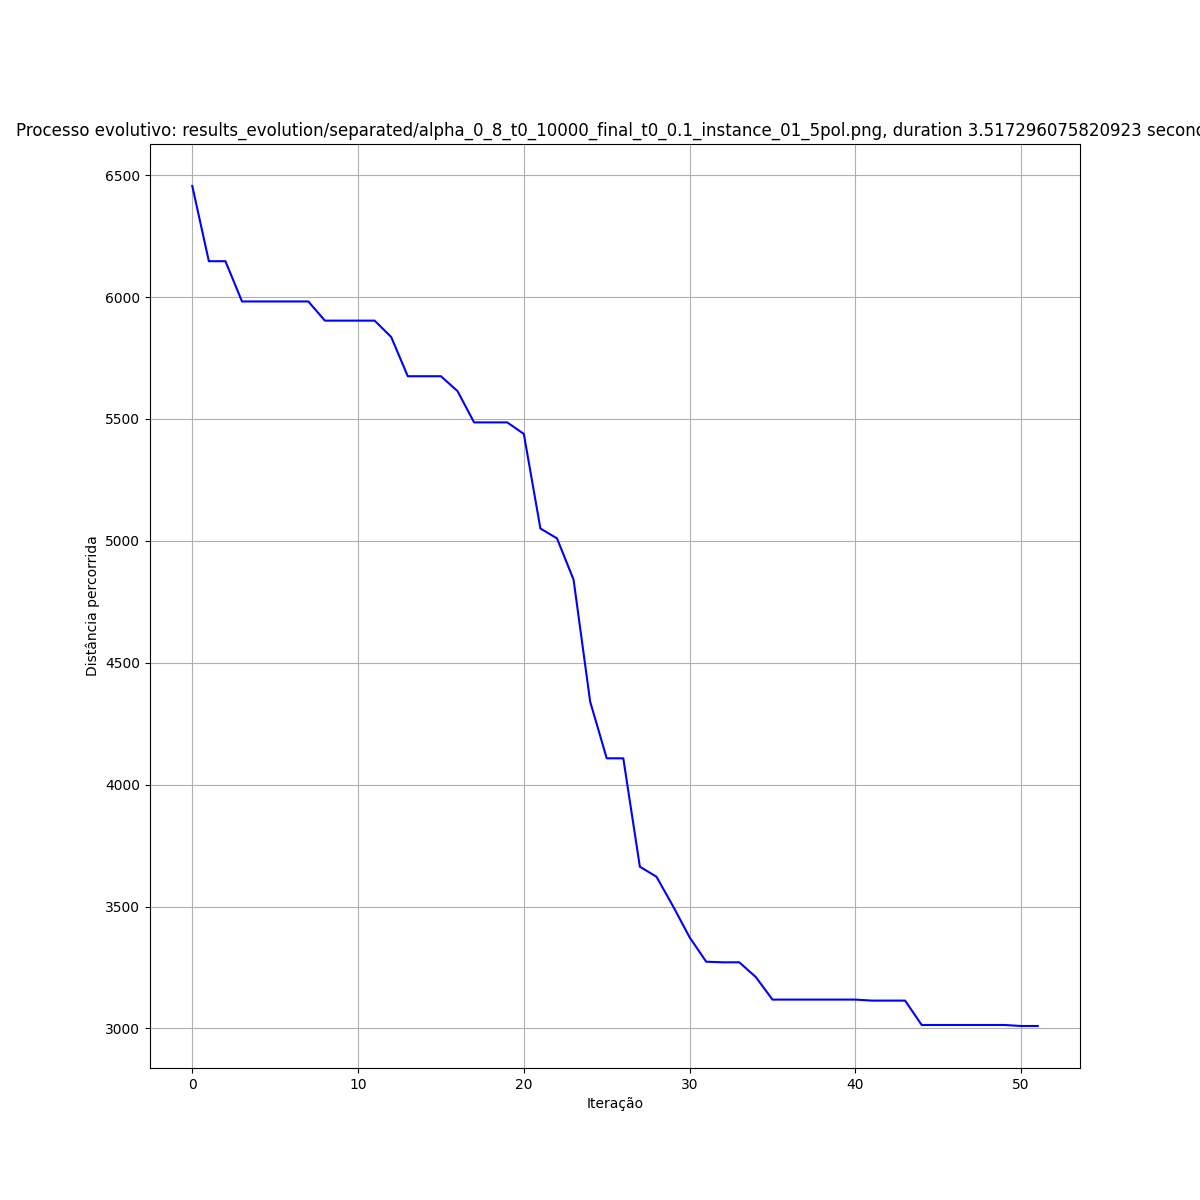 Processo evolutivo: results_evolution/separated/alpha_0_8_t0_10000_final_t0_0.1_instance_01_5pol.png, duration 3.517296075820923 secon
6500
6000
5500
5000
4500
4000
3500
3000
Distância percorrida
0 10 20 30 40 50
Iteração